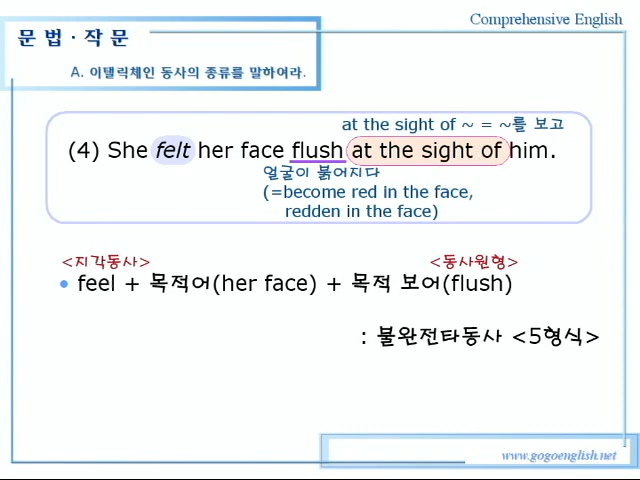 Comprehensive English
문법·작문
A. 이탤릭체인 동사의 종류를 말하여라.
at the sight of ~ = ~를 보고
(4) She felt her face flush at the sight of him.
얼굴이 붉어지다
(=become red in the face,
redden in the face)
<지각동사> <동사원형>
• feel + 목적어(her face) + 목적 보어(flush)
: 불완전타동사 <5형식>
www.gogoenglish.net